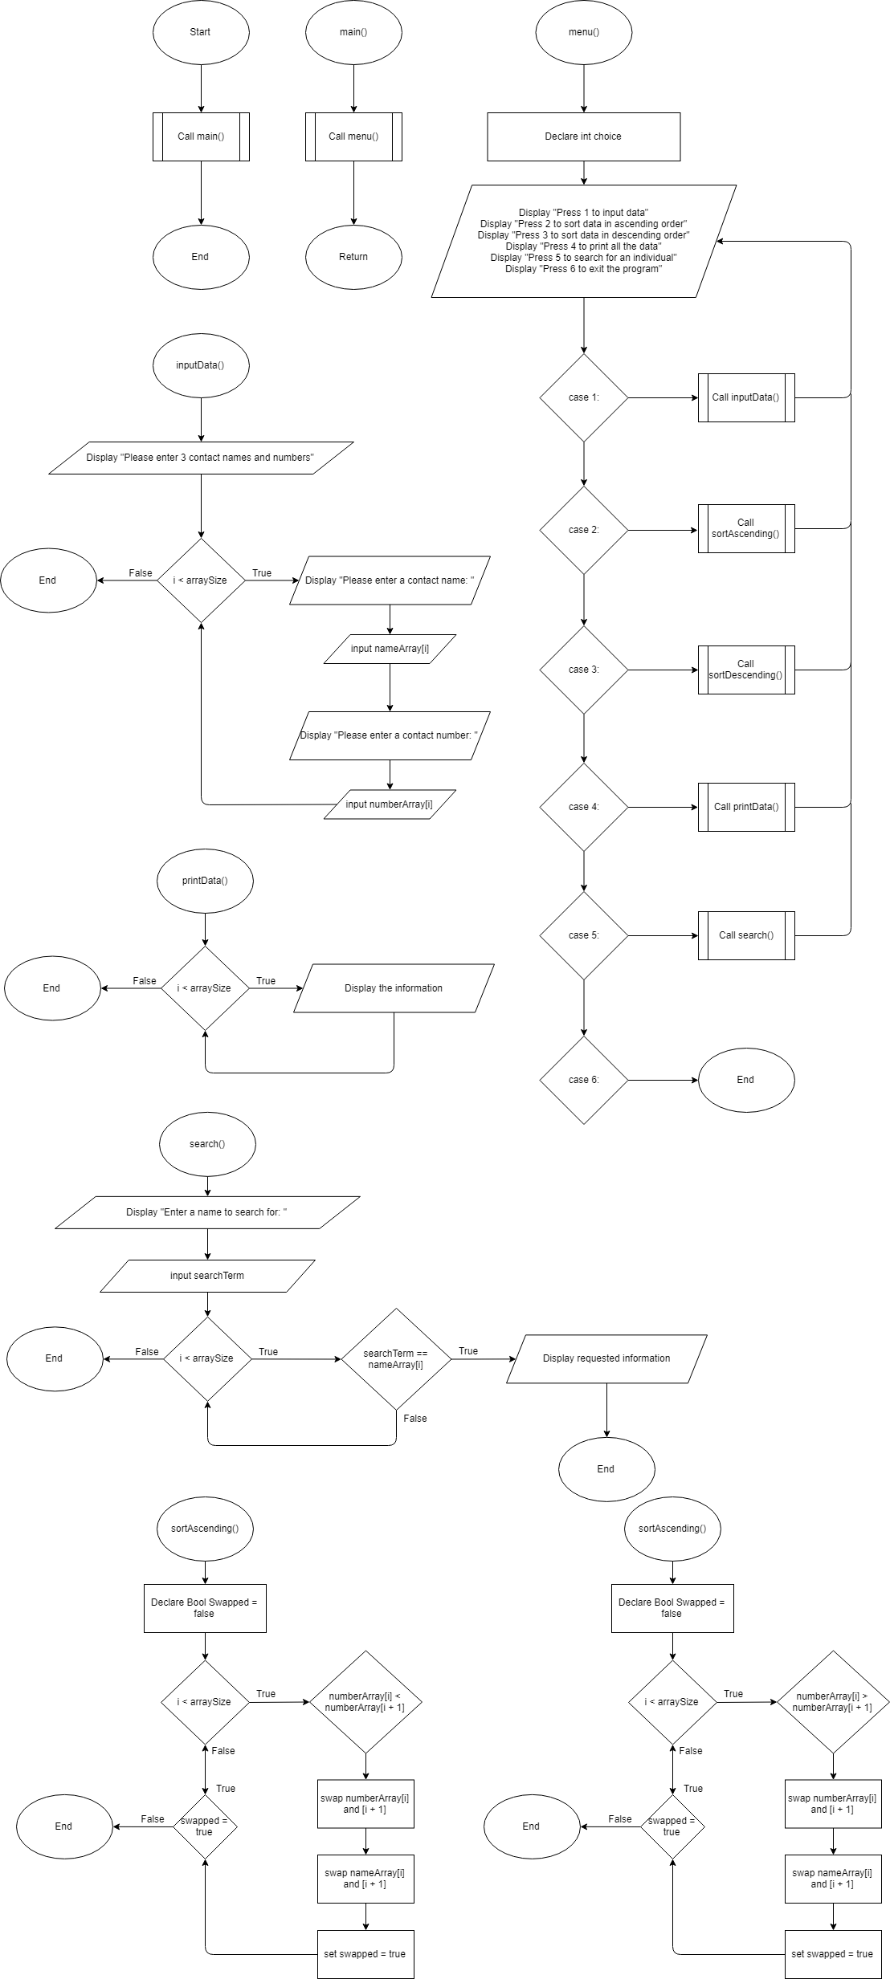 Start
Call main()
End
main()
Call menu()
Return
menu()
Declare int choice
Display "Press 1 to input data"
Display "Press 2 to sort data in ascending order"
Display "Press 3 to sort data in descending order"
Display "Press 4 to print all the data"
Display "Press 5 to search for an individual"
Display "Press 6 to exit the program"
case 1:
Call inputData()
case 2:
Call
sortAscending()
case 3:
Call
sortDescending()
case 4:
Call printData()
case 5:
Call search()
case 6:
End
inputData()
Display "Please enter 3 contact names and numbers"
End
False
i < arraySize
True
Display "Please enter a contact name: "
input nameArray[i]
Display "Please enter a contact number: "
input numberArray[i]
printData()
End
False
i < arraySize
True
Display the information
search()
Display "Enter a name to search for: "
input searchTerm
End
False
i < arraySize
True
searchTerm ==
nameArray[i]
True
Display requested information
False
End
sortAscending()
Declare Bool Swapped =
false
i < arraySize
True
numberArray[i] <
numberArray[i + 1]
False
True
End
False
swapped =
true
swap numberArray[i]
and [i + 1]
swap nameArray[i]
and [i + 1]
set swapped = true
sortAscending()
Declare Bool Swapped =
false
i < arraySize
True
numberArray[i] >
numberArray[i + 1]
False
True
End
False
swapped =
true
swap numberArray[i]
and [i + 1]
swap nameArray[i]
and [i + 1]
set swapped = true